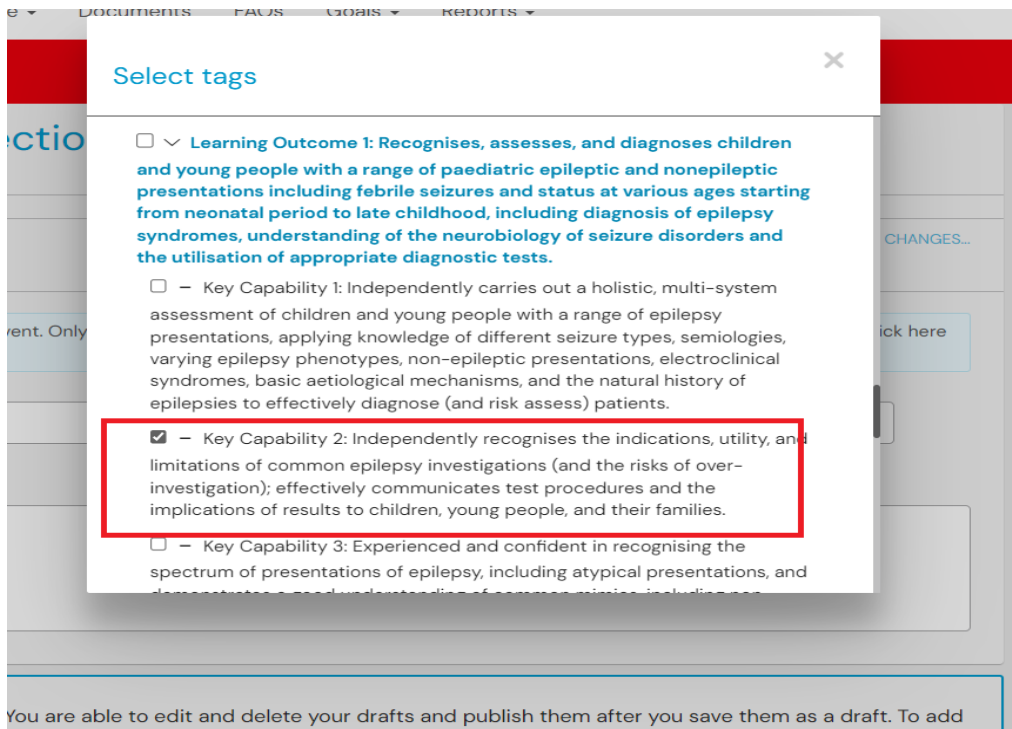 e Documents FAQs Goals Reports
Select tags
×
ectio
Learning Outcome 1: Recognises, assesses, and diagnoses children
and young people with a range of paediatric epileptic and nonepileptic
presentations including febrile seizures and status at various ages starting
from neonatal period to late childhood, including diagnosis of epilepsy
syndromes, understanding of the neurobiology of seizure disorders and
the utilisation of appropriate diagnostic tests.
CHANGES...
– Key Capability 1: Independently carries out a holistic, multi-system
assessment of children and young people with a range of epilepsy
presentations, applying knowledge of different seizure types, semiologies,
varying epilepsy phenotypes, non-epileptic presentations, electroclinical
syndromes, basic aetiological mechanisms, and the natural history of
epilepsies to effectively diagnose (and risk assess) patients.
vent. Only
ick here
– Key Capability 2: Independently recognises the indications, utility, and
limitations of common epilepsy investigations (and the risks of over-
investigation); effectively communicates test procedures and the
implications of results to children, young people, and their families.
– Key Capability 3: Experienced and confident in recognising the
spectrum of presentations of epilepsy, including atypical presentations, and
demonstrates a good understanding of common mimics, including non-
You are able to edit and delete your drafts and publish them after you save them as a draft. To add